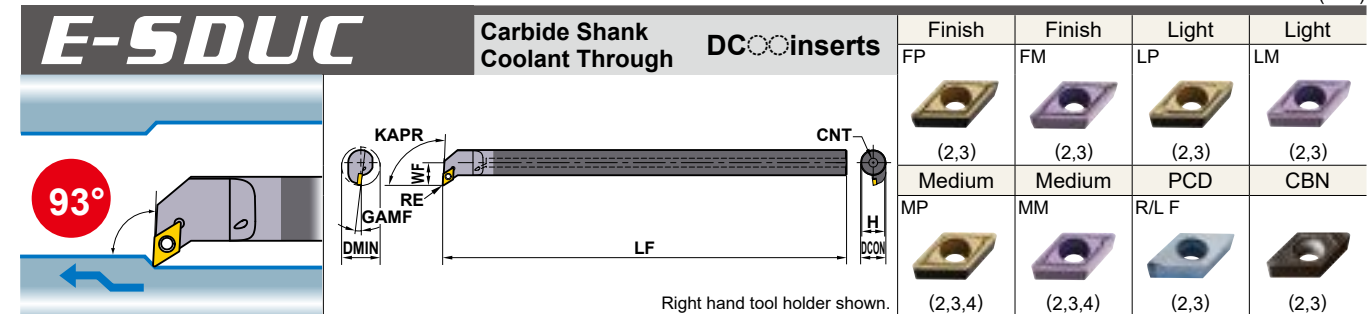 E-SDUC
Carbide Shank
Coolant Through
DC◌◌inserts
93°
KAPR
WF
RE
GAMF
DMIN
LF
CNT
H
DCON
Right hand tool holder shown.
Finish Finish Light Light
FP FM LP LM
(2,3) (2,3) (2,3) (2,3)
Medium Medium PCD CBN
MP MM R/L F
(2,3,4) (2,3,4) (2,3) (2,3)